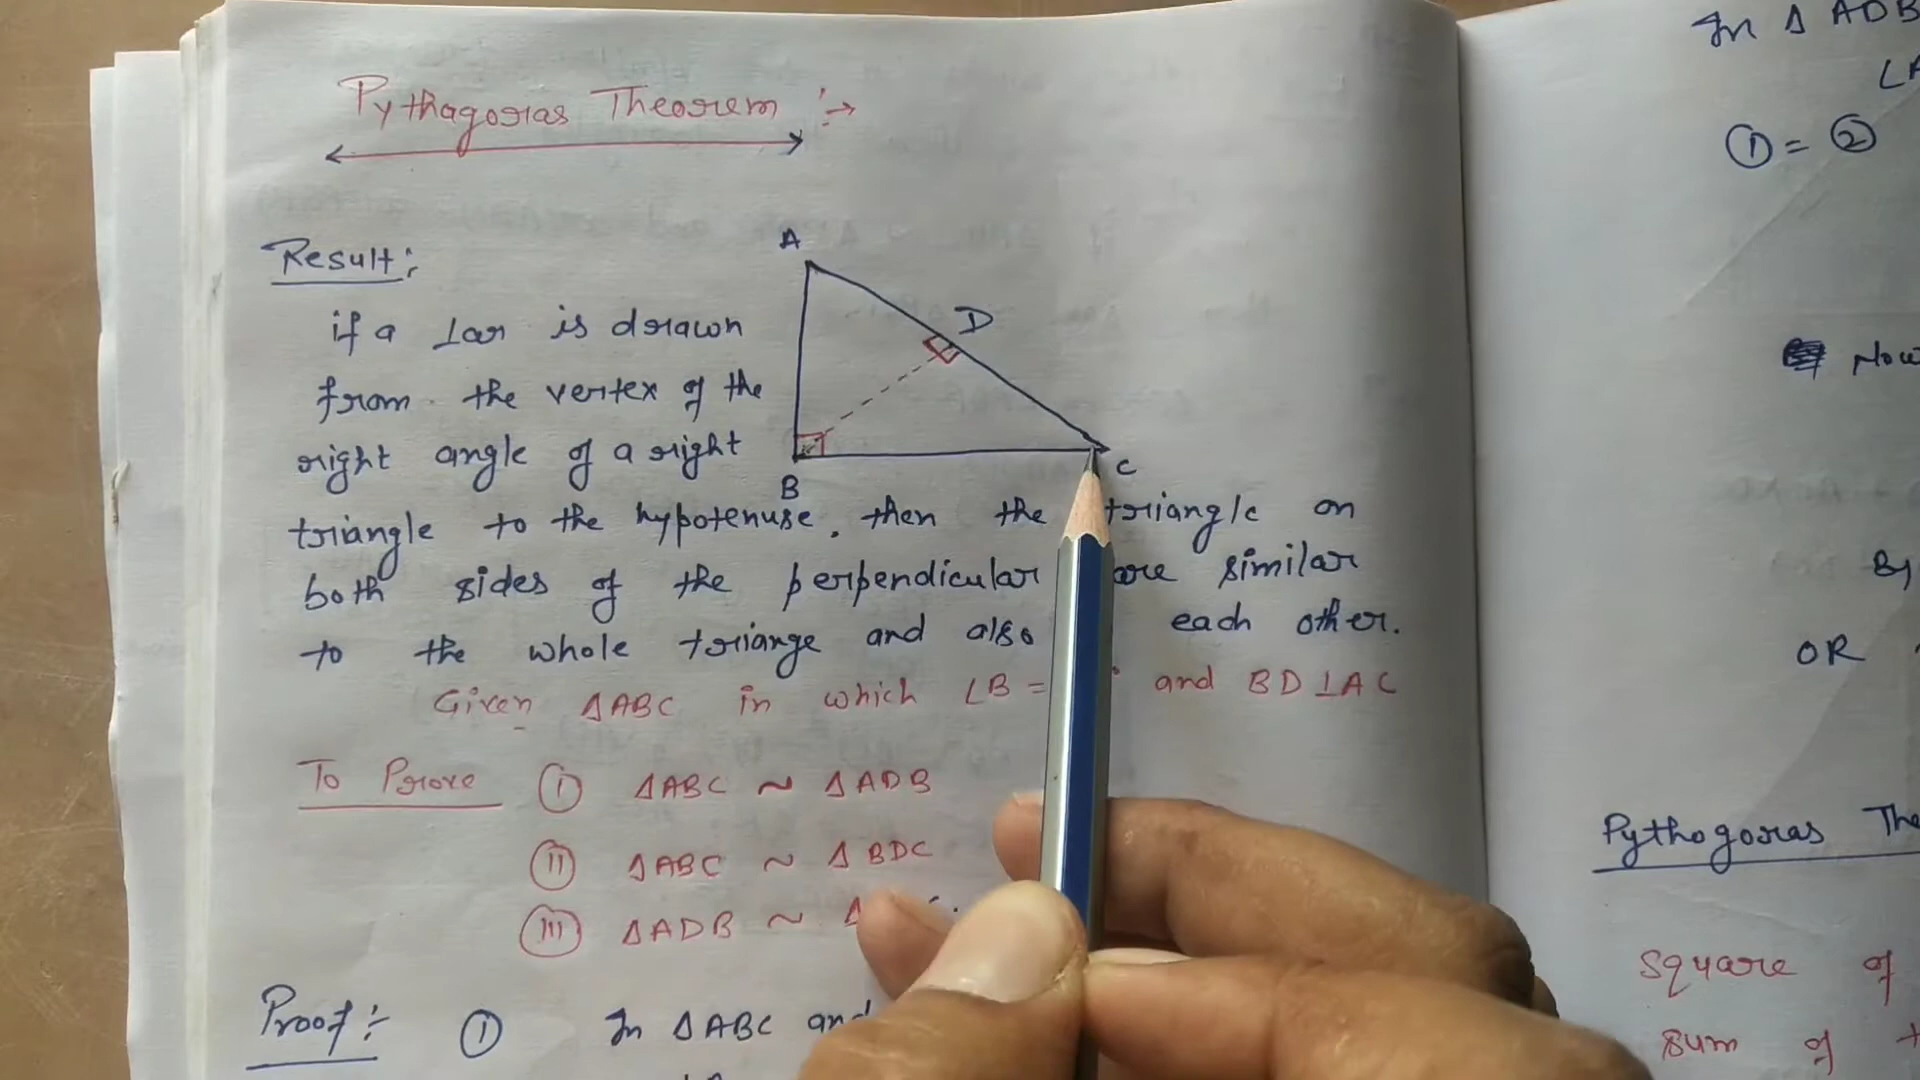 Pythagoras Theorem :→
Result:
A
D
B
C
if a ⊥ar is drawn
from the vertex of the
right angle of a right
triangle to the hypotenuse. then the triangle on
both sides of the perpendicular are similar
to the whole triange and also each other.
Given ΔABC in which ∠B = and BD⊥AC
To Prove (I) ΔABC ~ ΔADB
(II) ΔABC ~ ΔBDC
(III) ΔADB ~ Δ
Proof:- (1) In ΔABC and
In Δ ADB
① = ②
Now
By
OR
Pythogoras
square of
sum of